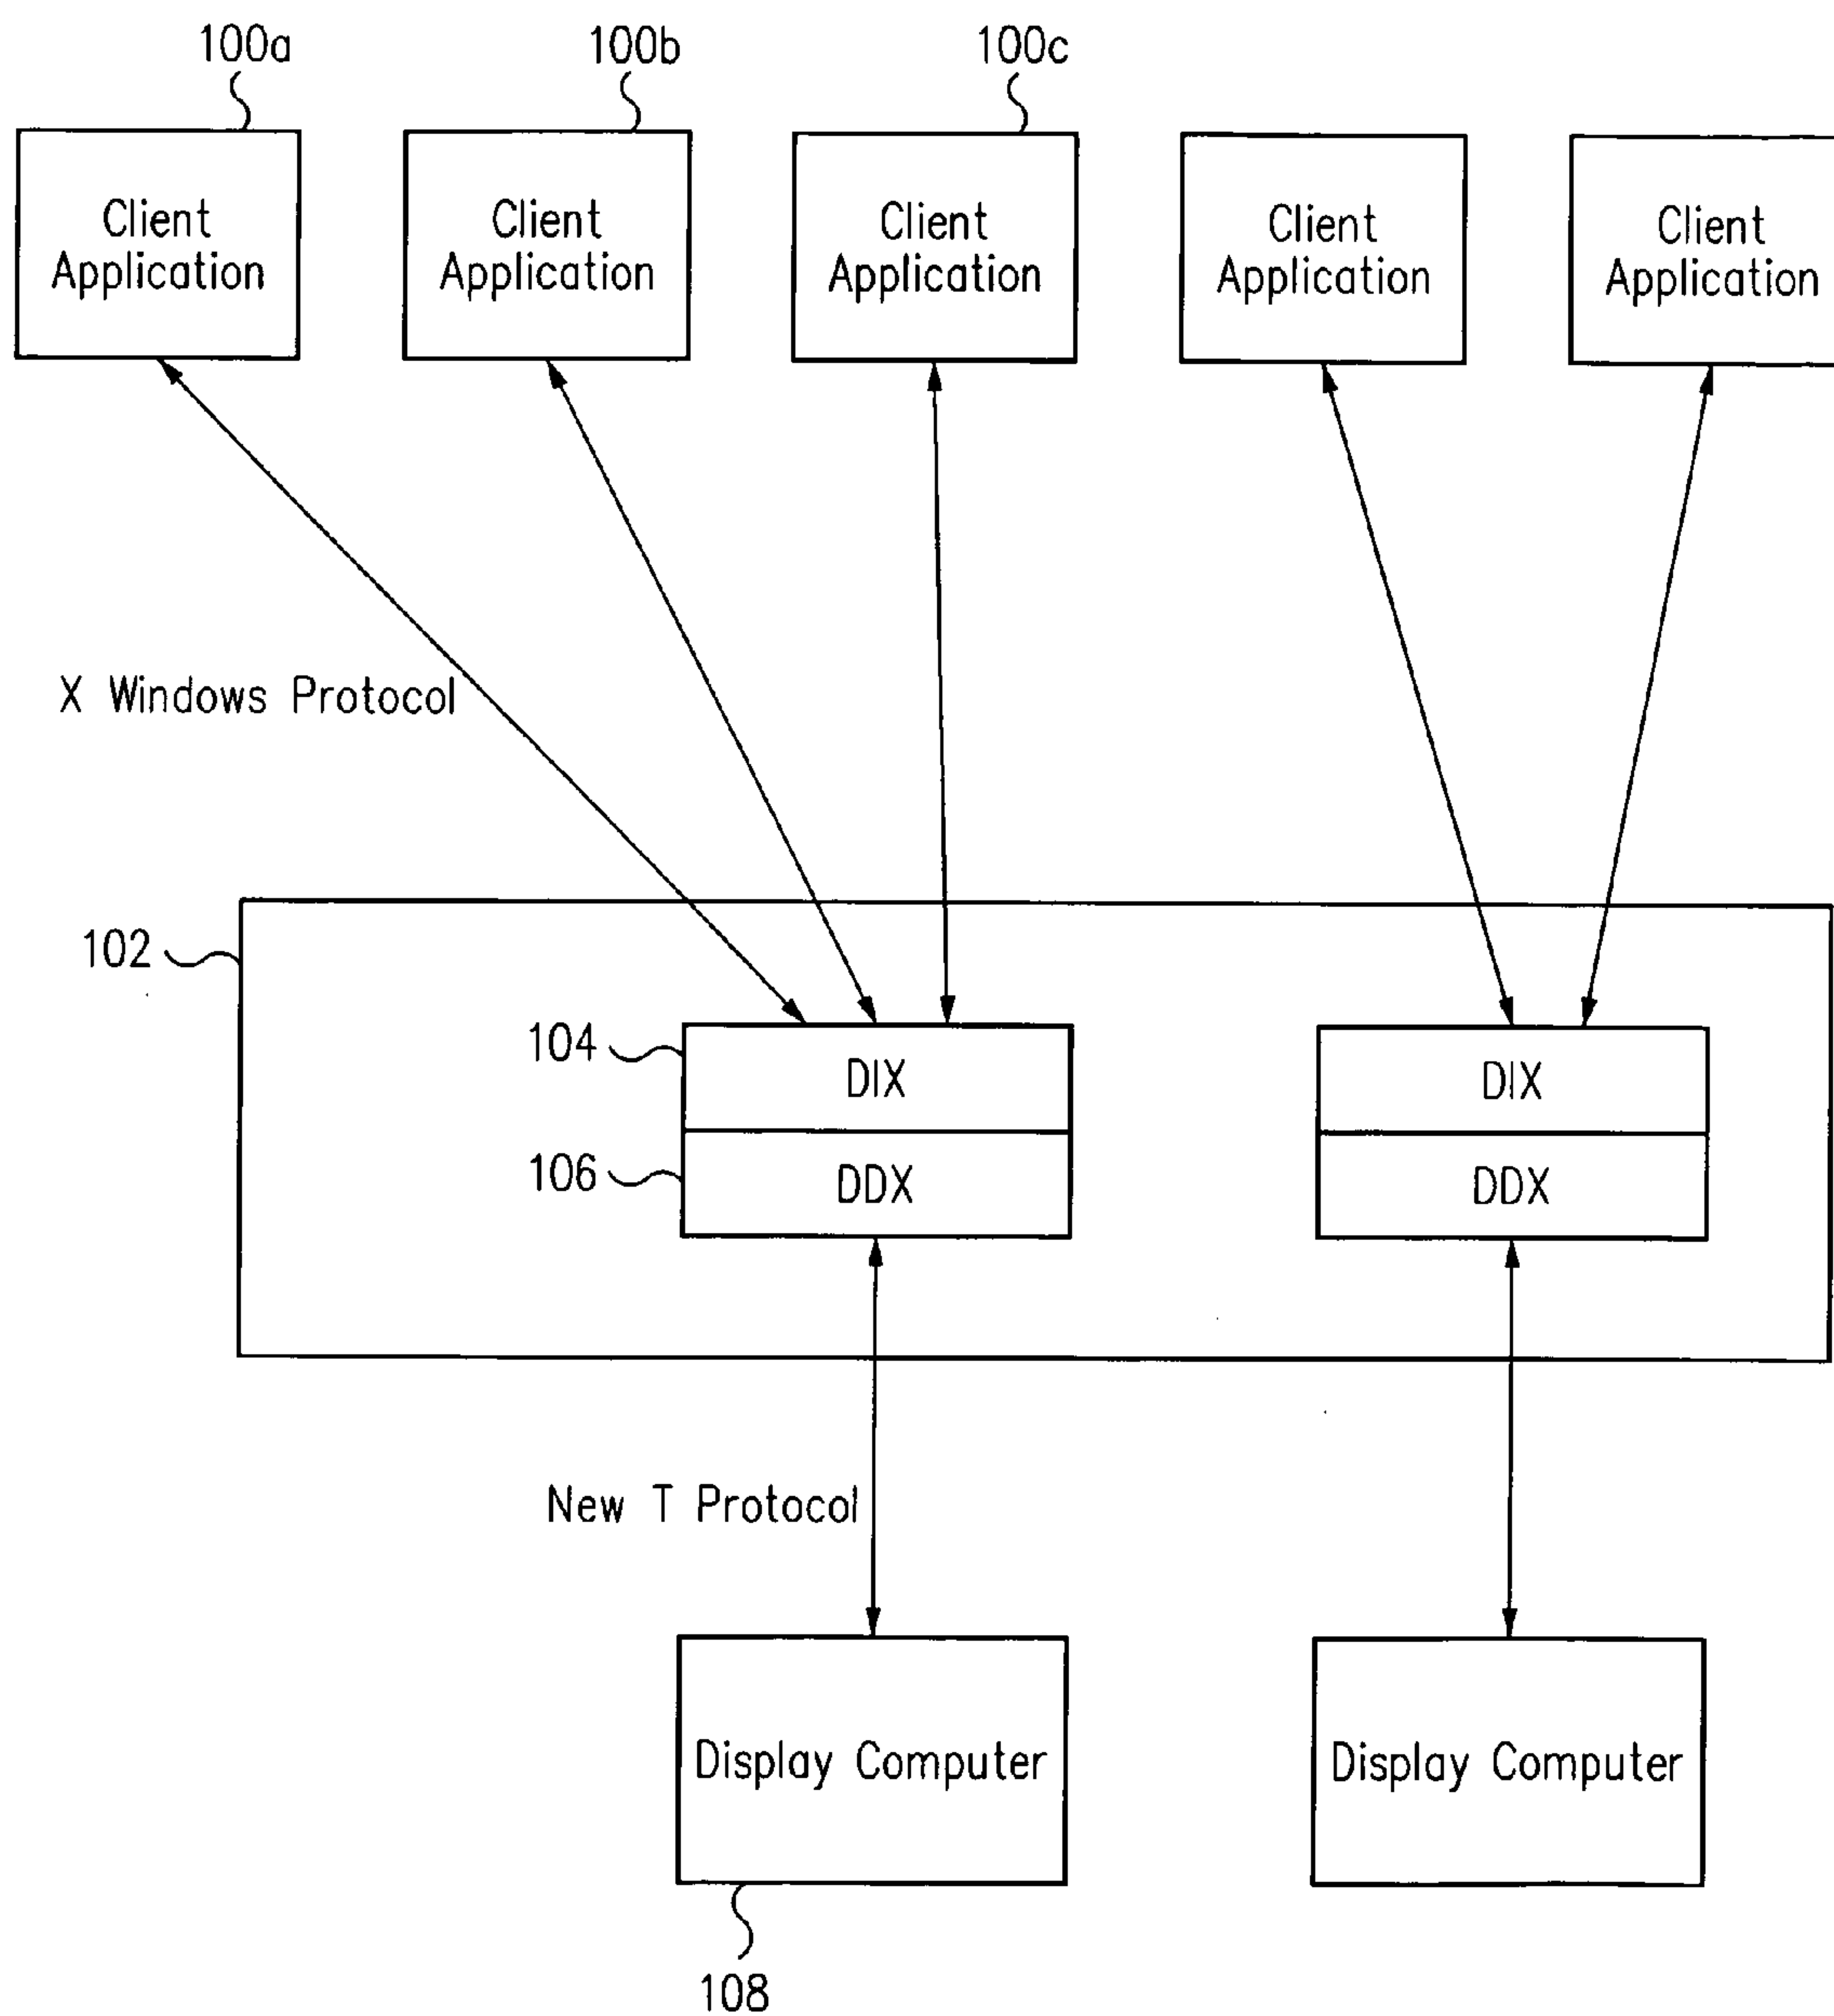 100a
100b
100c
Client
Application
Client
Application
Client
Application
Client
Application
Client
Application
X Windows Protocol
102
104
DIX
DIX
106
DDX
DDX
New T Protocol
Display Computer
Display Computer
108